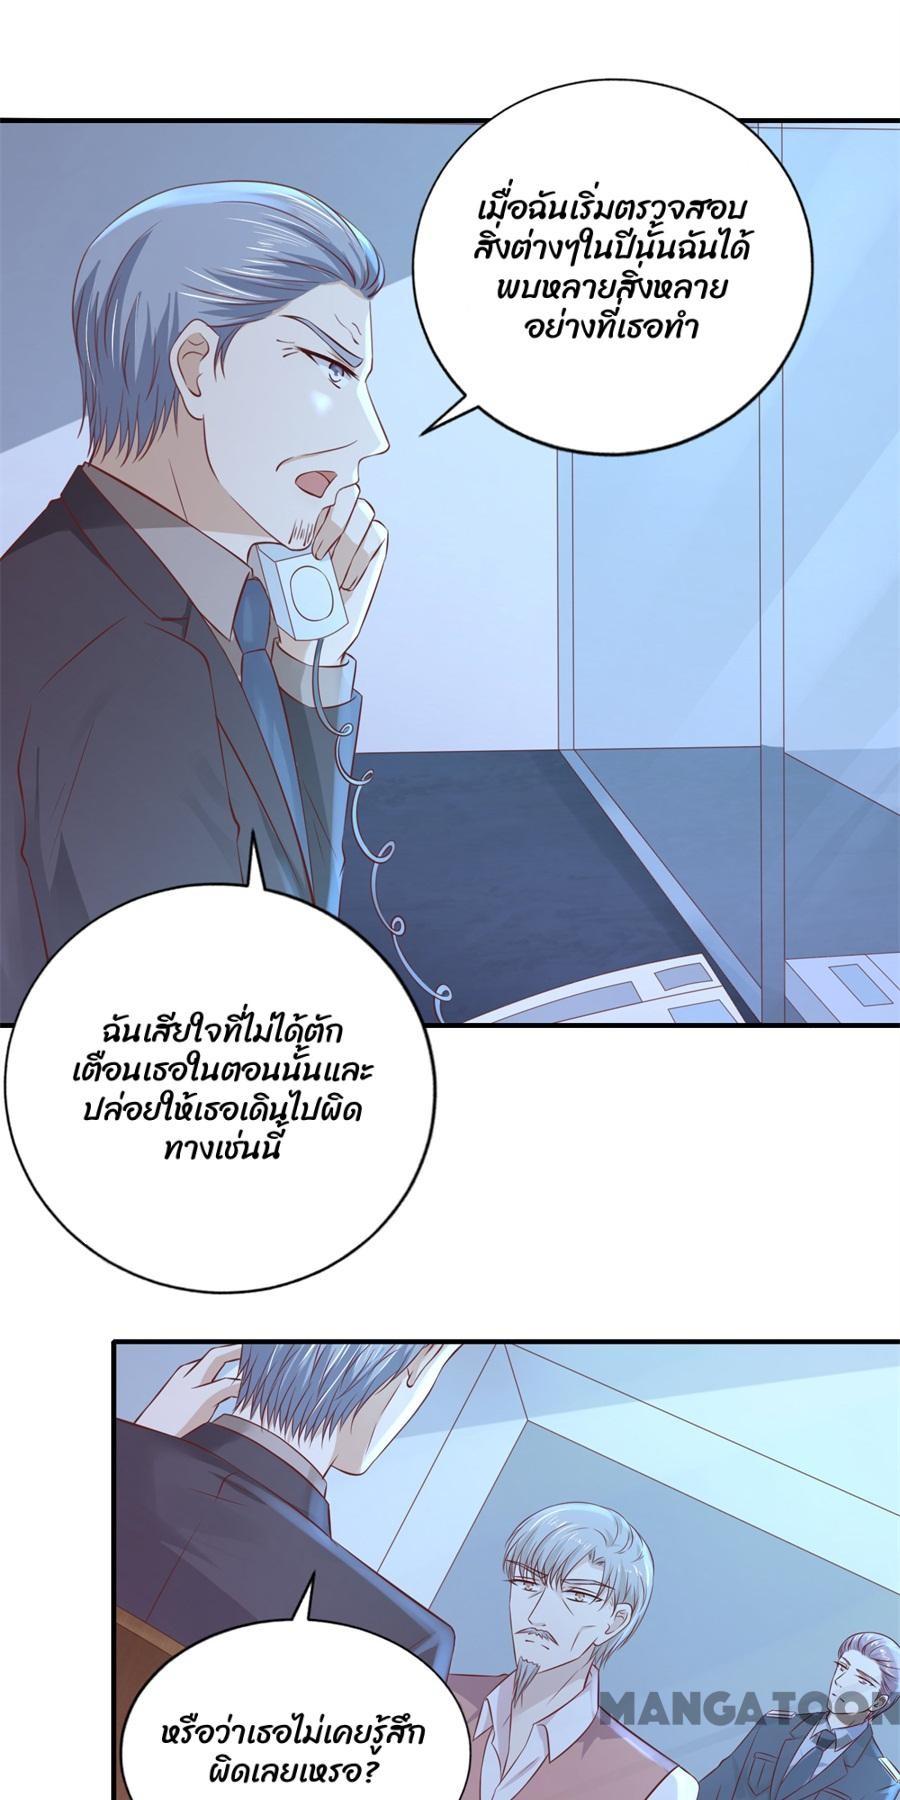 เมื่อฉันเริ่มตรวจสอบ
สิ่งต่างๆในปีนั้นฉันได้
พบหลายสิ่งหลาย
อย่างที่เธอทำ
ฉันเสียใจที่ไม่ได้ตัก
เตือนเธอในตอนนั้นและ
ปล่อยให้เธอเดินไปผิด
ทางเช่นนี้
หรือว่าเธอไม่เคยรู้สึก
ผิดเลยเหรอ?
MANGATOON